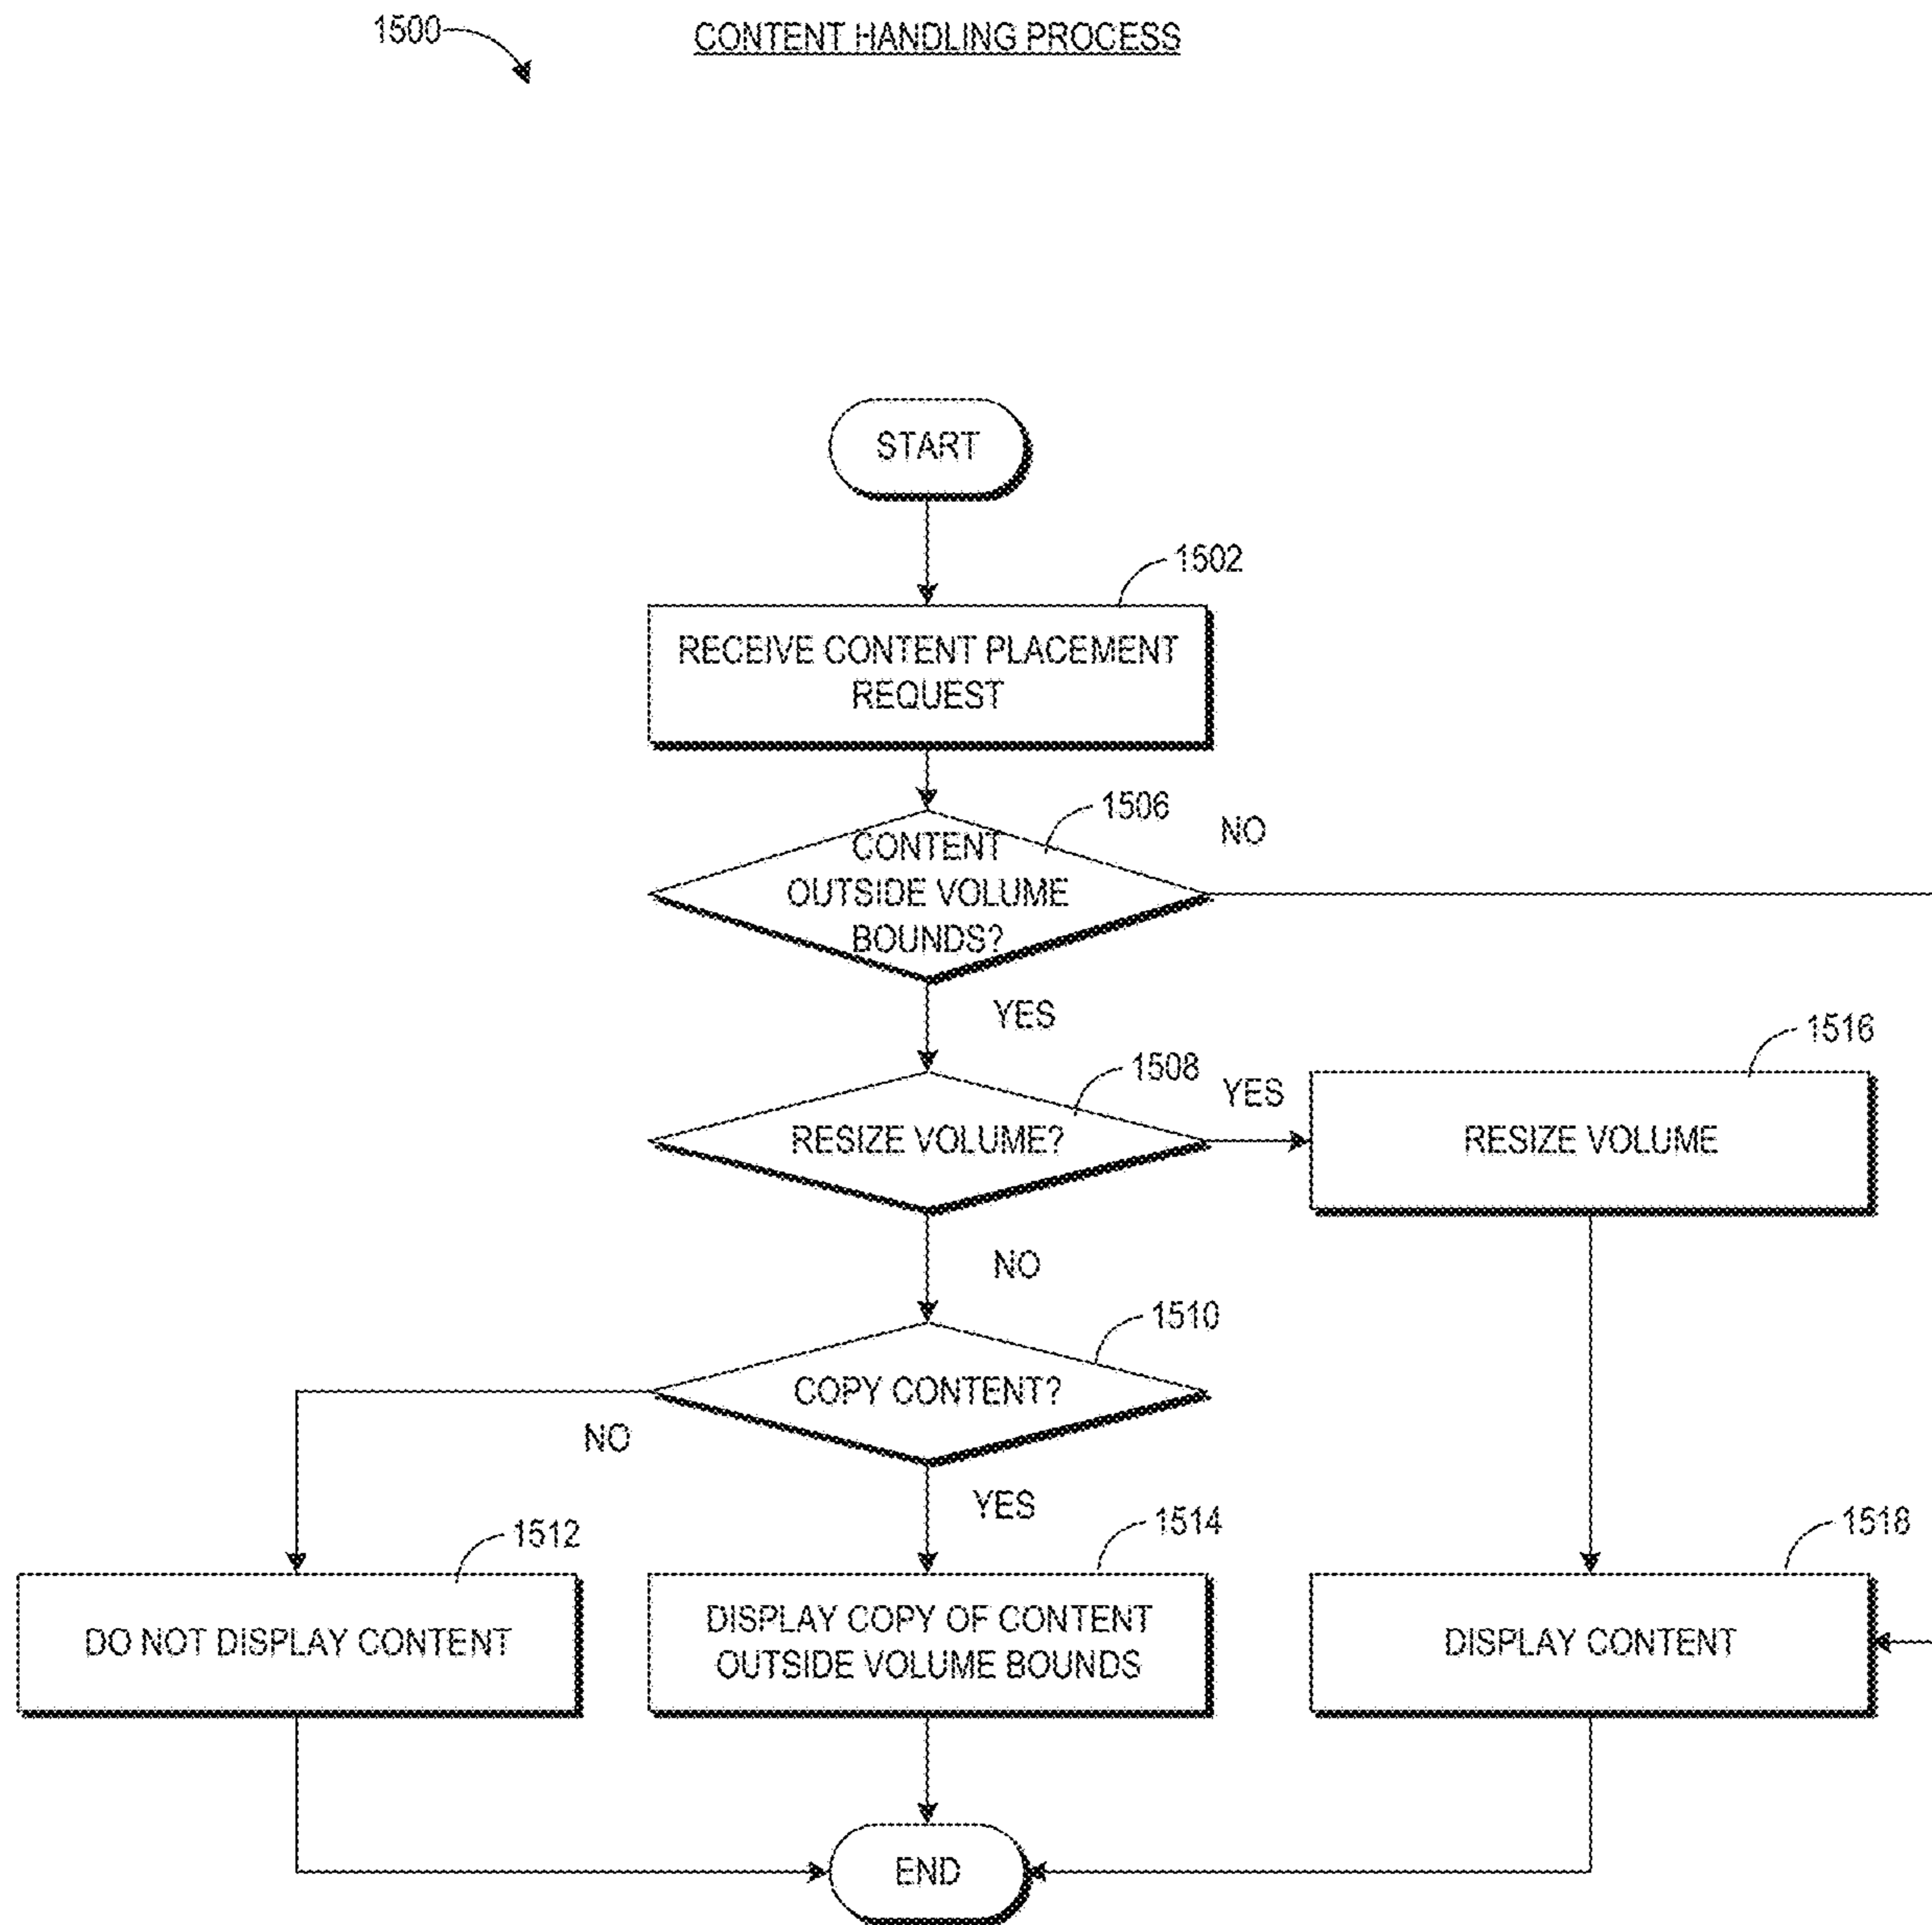 1500
CONTENT HANDLING PROCESS
START
1502
RECEIVE CONTENT PLACEMENT
REQUEST
1506
NO
CONTENT
OUTSIDE VOLUME
BOUNDS?
YES
1508
YES
1516
RESIZE VOLUME?
RESIZE VOLUME
NO
1510
COPY CONTENT?
NO
YES
1512
1514
1518
DO NOT DISPLAY CONTENT
DISPLAY COPY OF CONTENT
OUTSIDE VOLUME BOUNDS
DISPLAY CONTENT
END